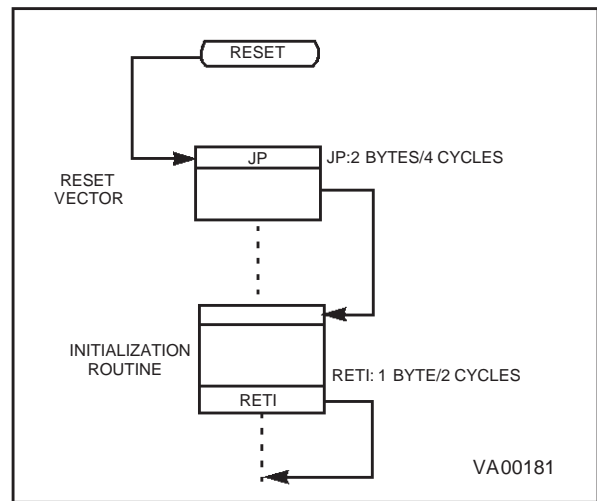 RESET
JP
JP:2 BYTES/4 CYCLES
RESET
VECTOR
INITIALIZATION
ROUTINE
RETI: 1 BYTE/2 CYCLES
RETI
VA00181